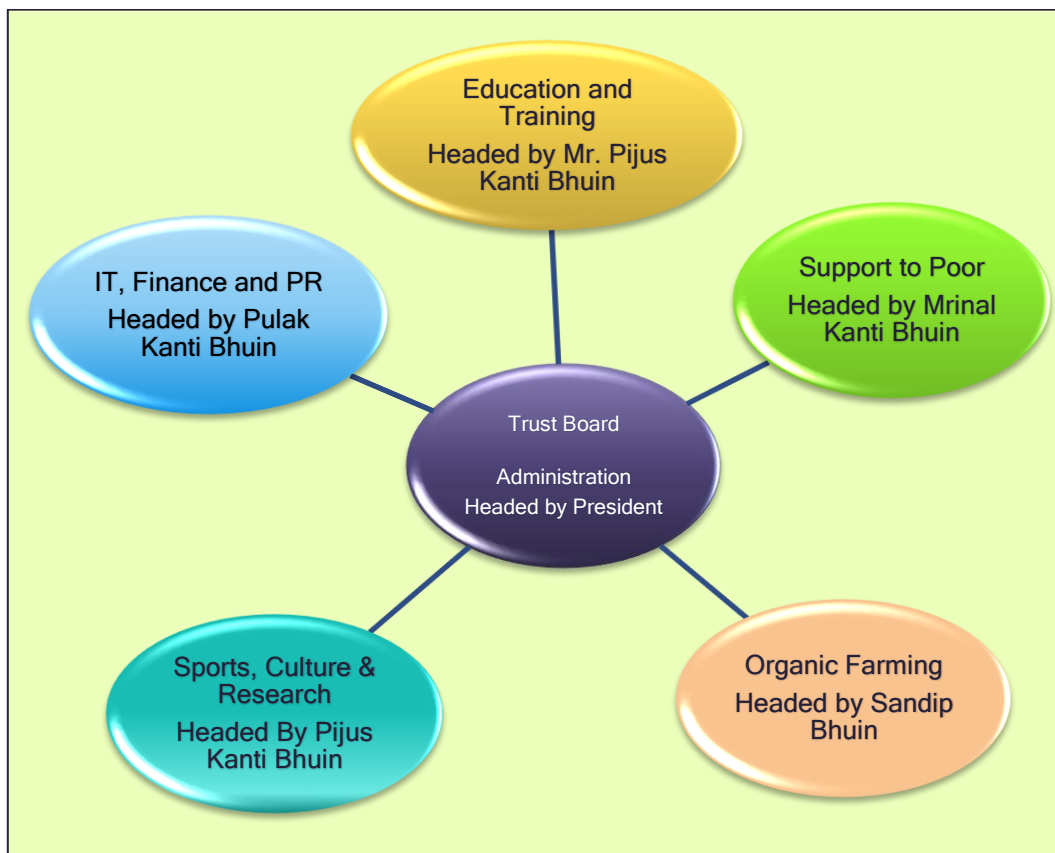 Education and
Training
Headed by Mr. Pijus
Kanti Bhuin
IT, Finance and PR
Headed by Pulak
Kanti Bhuin
Support to Poor
Headed by Mrinal
Kanti Bhuin
Trust Board
Administration
Headed by President
Sports, Culture &
Research
Headed By Pijus
Kanti Bhuin
Organic Farming
Headed by Sandip
Bhuin